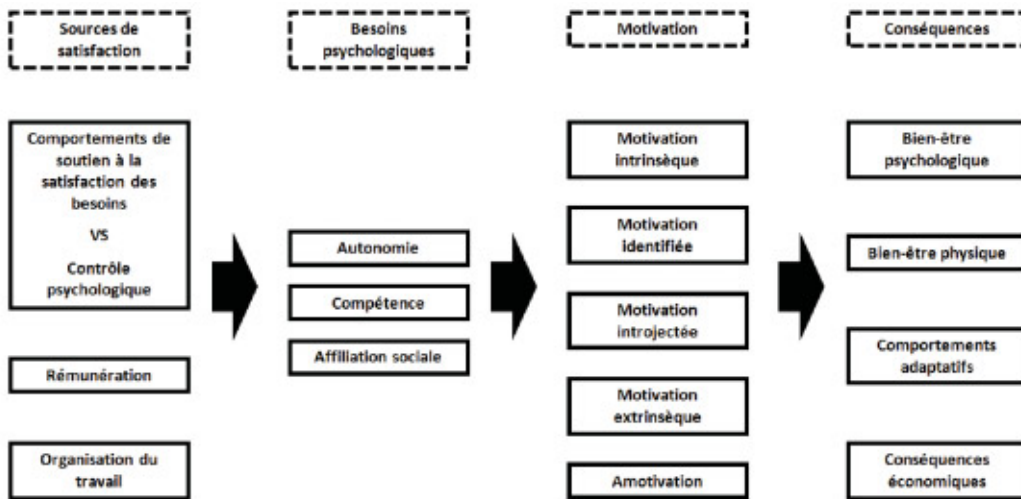 Sources de
satisfaction
Besoins
psychologiques
Motivation
Conséquences
Comportements de
soutien à la
satisfaction des
besoins
VS
Contrôle
psychologique
Rémunération
Organisation du
travail
Autonomie
Compétence
Affiliation sociale
Motivation
intrinsèque
Motivation
identifiée
Motivation
introjectée
Motivation
extrinsèque
Amotivation
Bien-être
psychologique
Bien-être physique
Comportements
adaptatifs
Conséquences
économiques